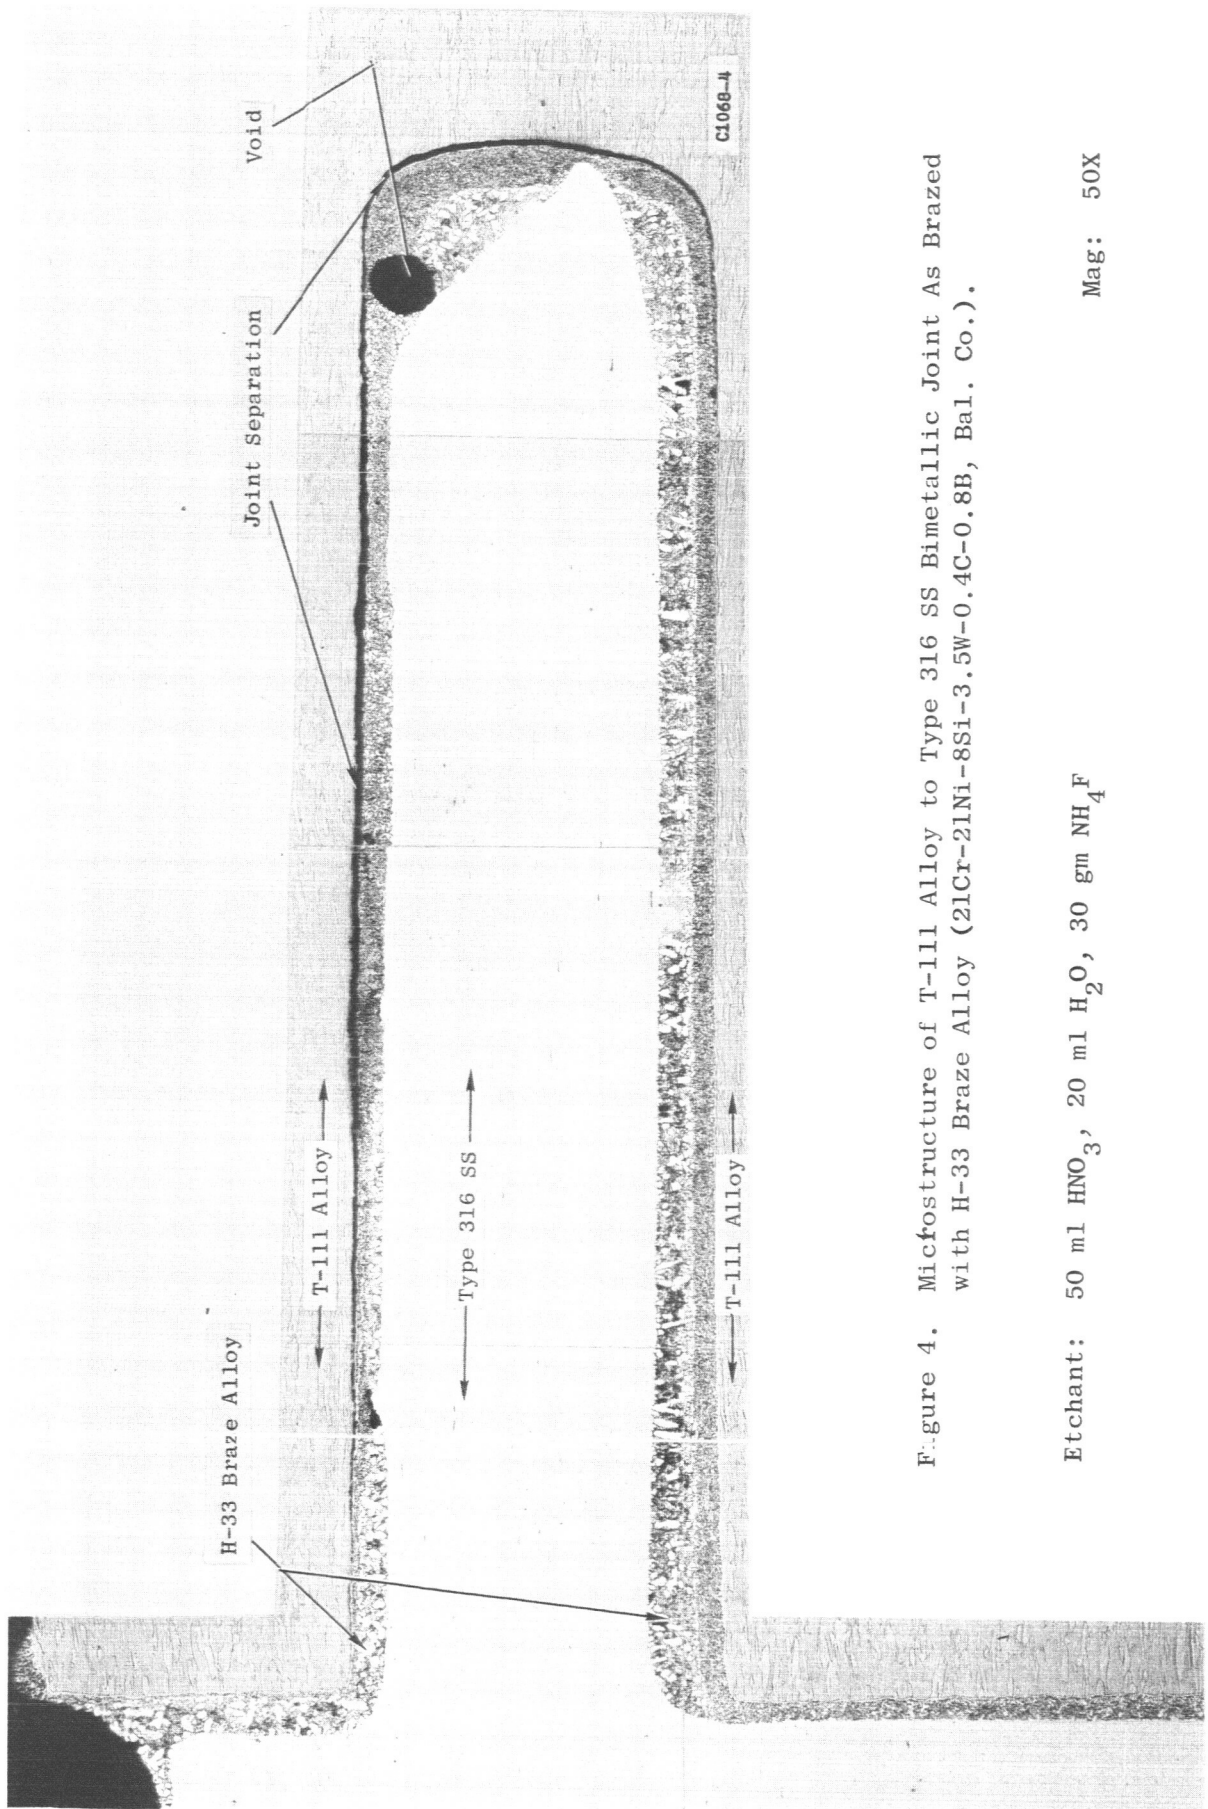 H-33 Braze Alloy
T-111 Alloy
Joint Separation
Void
Type 316 SS
T-111 Alloy
C1068-4
Figure 4. Microstructure of T-111 Alloy to Type 316 SS Bimetallic Joint As Brazed
with H-33 Braze Alloy (21Cr-21Ni-8Si-3.5W-0.4C-0.8B, Bal. Co.).
Etchant: 50 ml HNO3, 20 ml H2O, 30 gm NH4F Mag: 50X